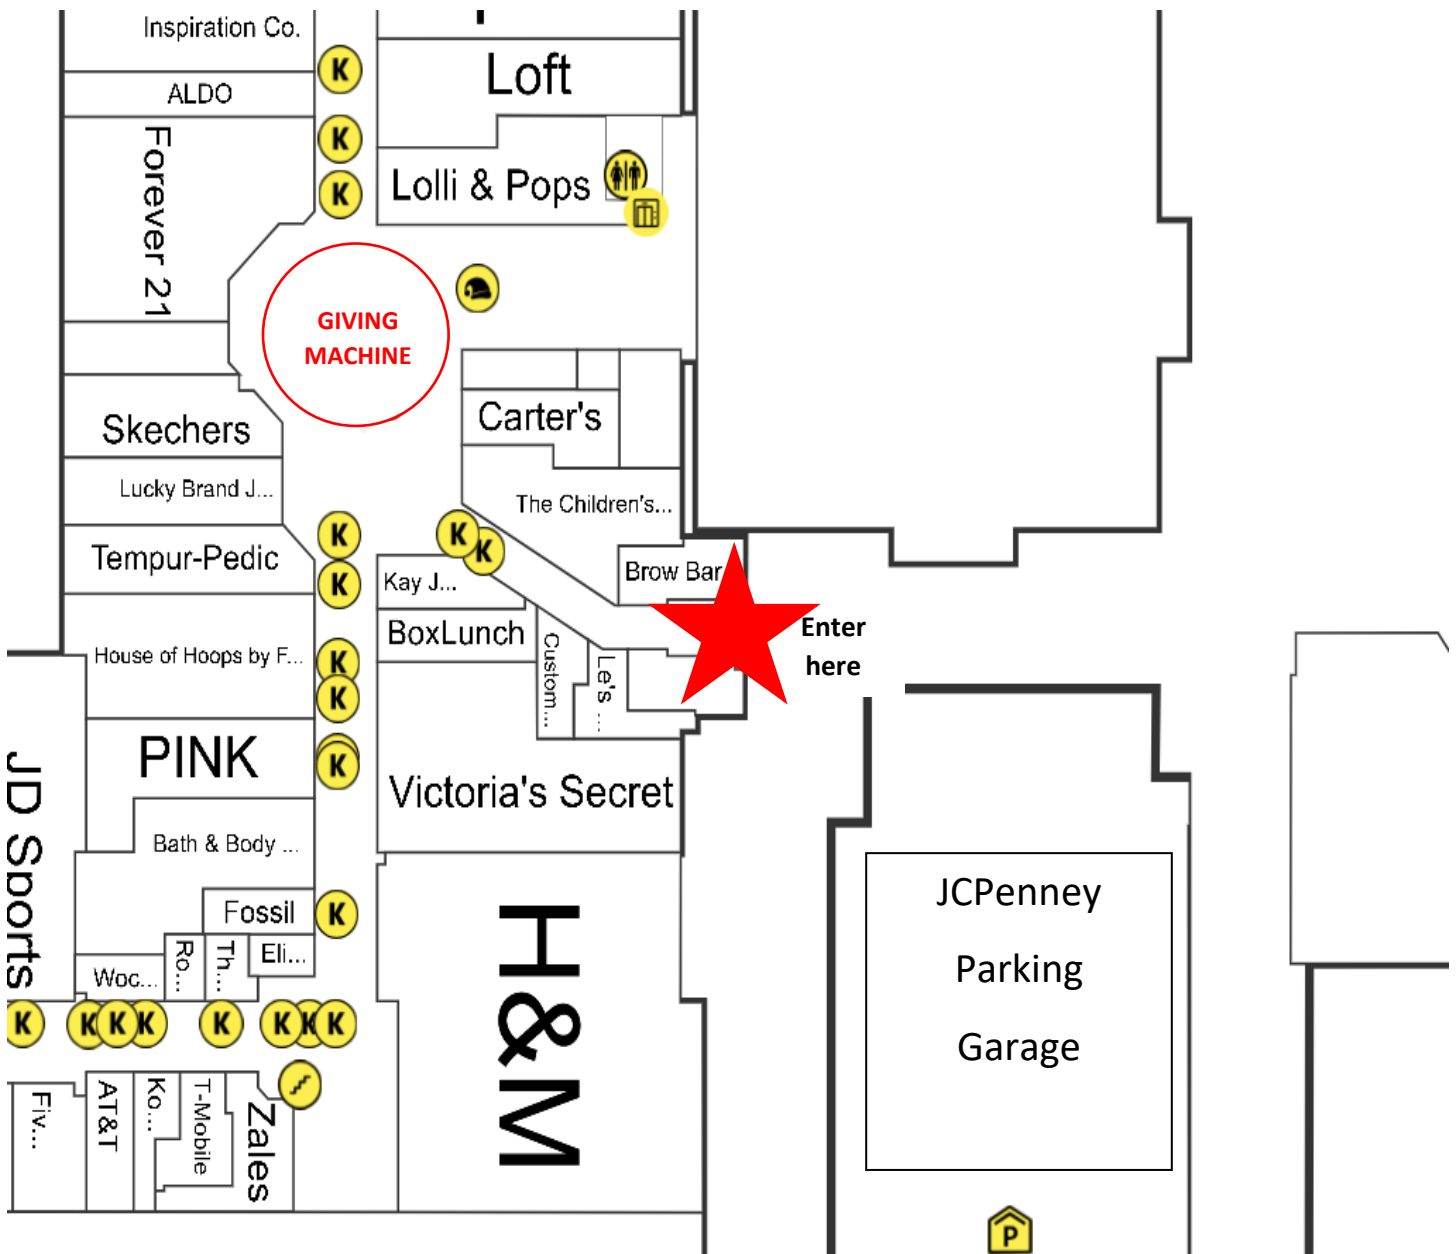 Inspiration Co.
K
ALDO
Loft
K
Forever 21
Lolli & Pops
K
GIVING
MACHINE
Carter's
Skechers
Lucky Brand J...
The Children's...
K
K
K
Tempur-Pedic
K
Kay J...
Brow Bar
BoxLunch
Enter
here
House of Hoops by F...
K
Custom...
Le's ...
K
PINK
K
Victoria's Secret
JD Sports
Bath & Body ...
JCPenney
Parking
Garage
Fossil
K
H&M
Eli...
Ro...
Th...
Woc...
K
K
K
K
K
K
K
K
Fiv...
AT&T
Ko...
T-Mobile
Zales
P